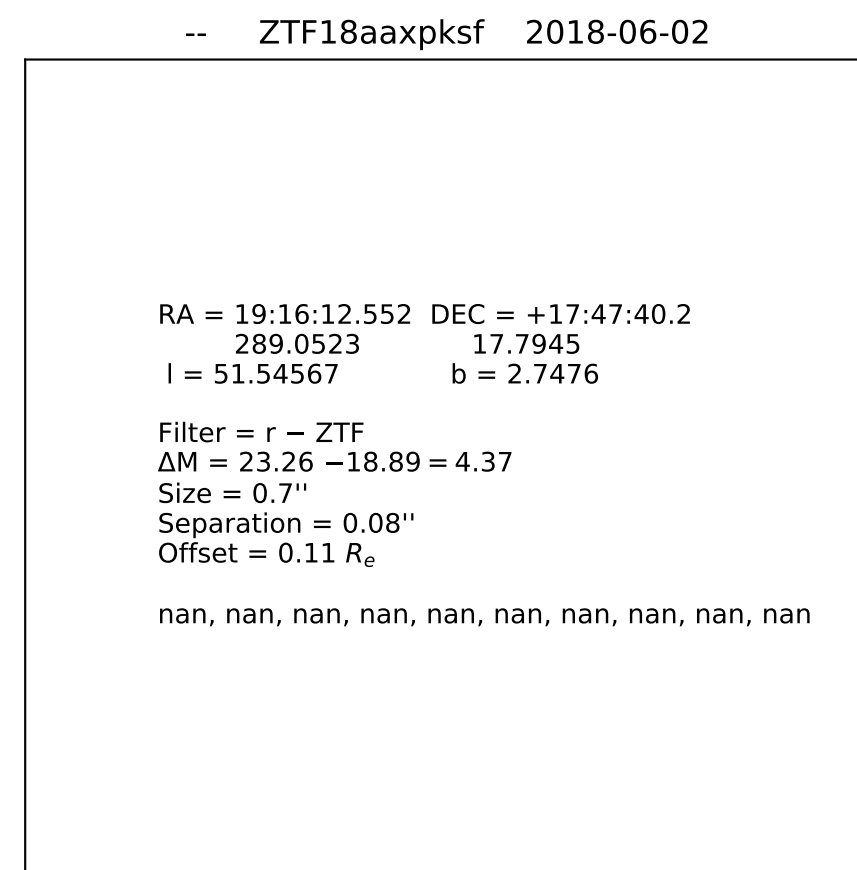 -- ZTF18aaxpksf 2018-06-02
RA = 19:16:12.552 DEC = +17:47:40.2
289.0523 17.7945
l = 51.54567 b = 2.7476
Filter = r − ZTF
ΔM = 23.26 −18.89 = 4.37
Size = 0.7''
Separation = 0.08''
Offset = 0.11 Rₑ
nan, nan, nan, nan, nan, nan, nan, nan, nan, nan